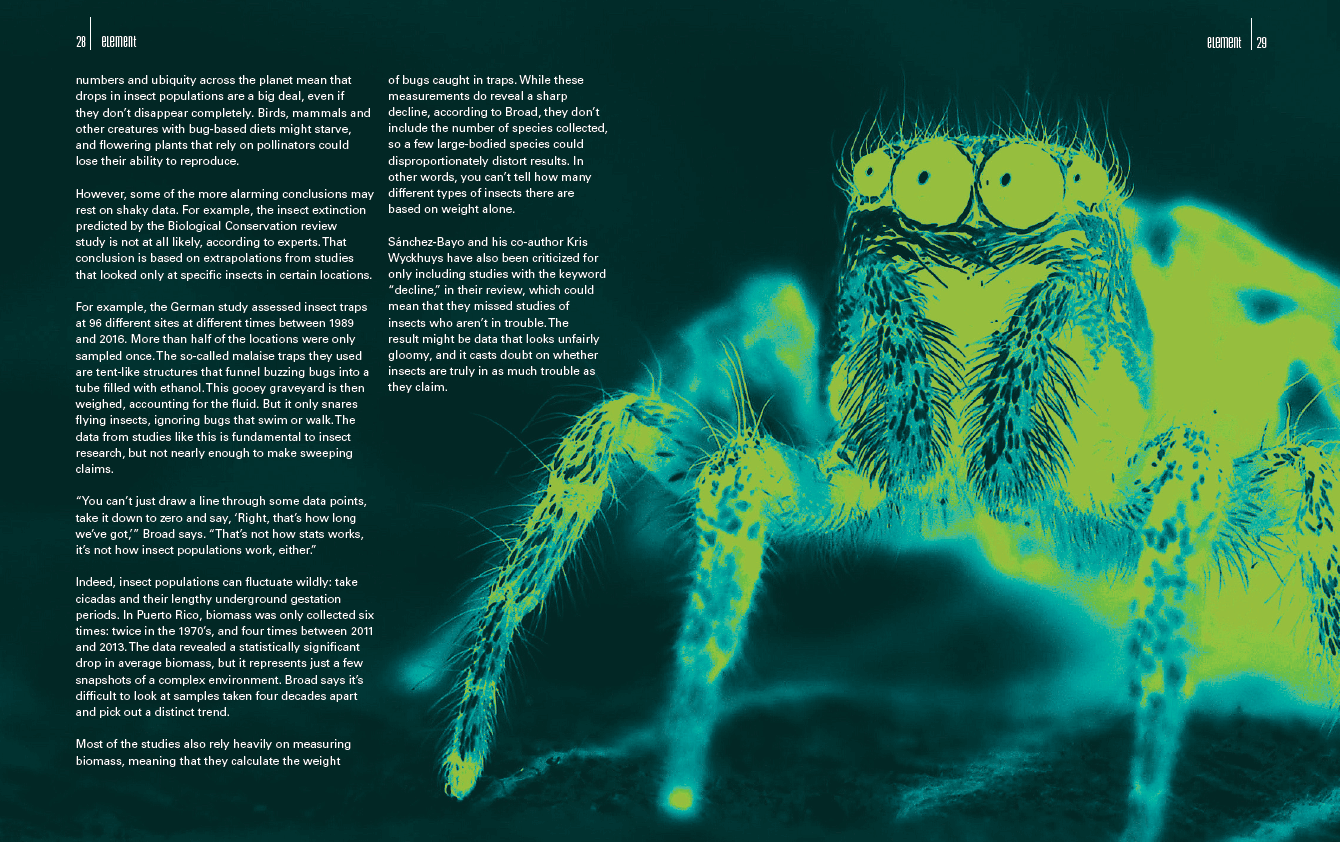 28
element
element
29
numbers and ubiquity across the planet mean that
drops in insect populations are a big deal, even if
they don’t disappear completely. Birds, mammals and
other creatures with bug-based diets might starve,
and flowering plants that rely on pollinators could
lose their ability to reproduce.
However, some of the more alarming conclusions may
rest on shaky data. For example, the insect extinction
predicted by the Biological Conservation review
study is not at all likely, according to experts. That
conclusion is based on extrapolations from studies
that looked only at specific insects in certain locations.
For example, the German study assessed insect traps
at 96 different sites at different times between 1989
and 2016. More than half of the locations were only
sampled once. The so-called malaise traps they used
are tent-like structures that funnel buzzing bugs into a
tube filled with ethanol. This gooey graveyard is then
weighed, accounting for the fluid. But it only snares
flying insects, ignoring bugs that swim or walk. The
data from studies like this is fundamental to insect
research, but not nearly enough to make sweeping
claims.
“You can’t just draw a line through some data points,
take it down to zero and say, ‘Right, that’s how long
we’ve got,’” Broad says. “That’s not how stats works,
it’s not how insect populations work, either.”
Indeed, insect populations can fluctuate wildly: take
cicadas and their lengthy underground gestation
periods. In Puerto Rico, biomass was only collected six
times: twice in the 1970’s, and four times between 2011
and 2013. The data revealed a statistically significant
drop in average biomass, but it represents just a few
snapshots of a complex environment. Broad says it’s
difficult to look at samples taken four decades apart
and pick out a distinct trend.
Most of the studies also rely heavily on measuring
biomass, meaning that they calculate the weight
of bugs caught in traps. While these
measurements do reveal a sharp
decline, according to Broad, they don’t
include the number of species collected,
so a few large-bodied species could
disproportionately distort results. In
other words, you can’t tell how many
different types of insects there are
based on weight alone.
Sánchez-Bayo and his co-author Kris
Wyckhuys have also been criticized for
only including studies with the keyword
“decline,” in their review, which could
mean that they missed studies of
insects who aren’t in trouble. The
result might be data that looks unfairly
gloomy, and it casts doubt on whether
insects are truly in as much trouble as
they claim.